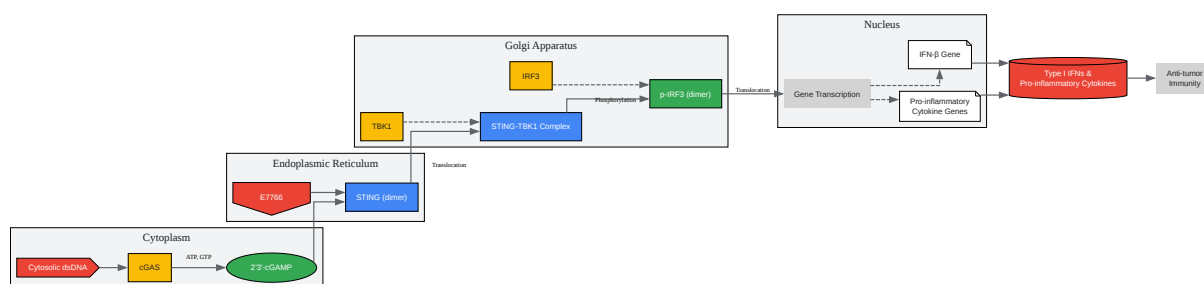 Nucleus
IFN-β Gene
Golgi Apparatus
Type I IFNs &
Pro-inflammatory Cytokines
Anti-tumor
Immunity
IRF3
p-IRF3 (dimer)
Translocation
Gene Transcription
Phosphorylation
Pro-inflammatory
Cytokine Genes
TBK1
STING-TBK1 Complex
Endoplasmic Reticulum
Translocation
E7766
STING (dimer)
Cytoplasm
ATP, GTP
Cytosolic dsDNA
cGAS
2'3'-cGAMP